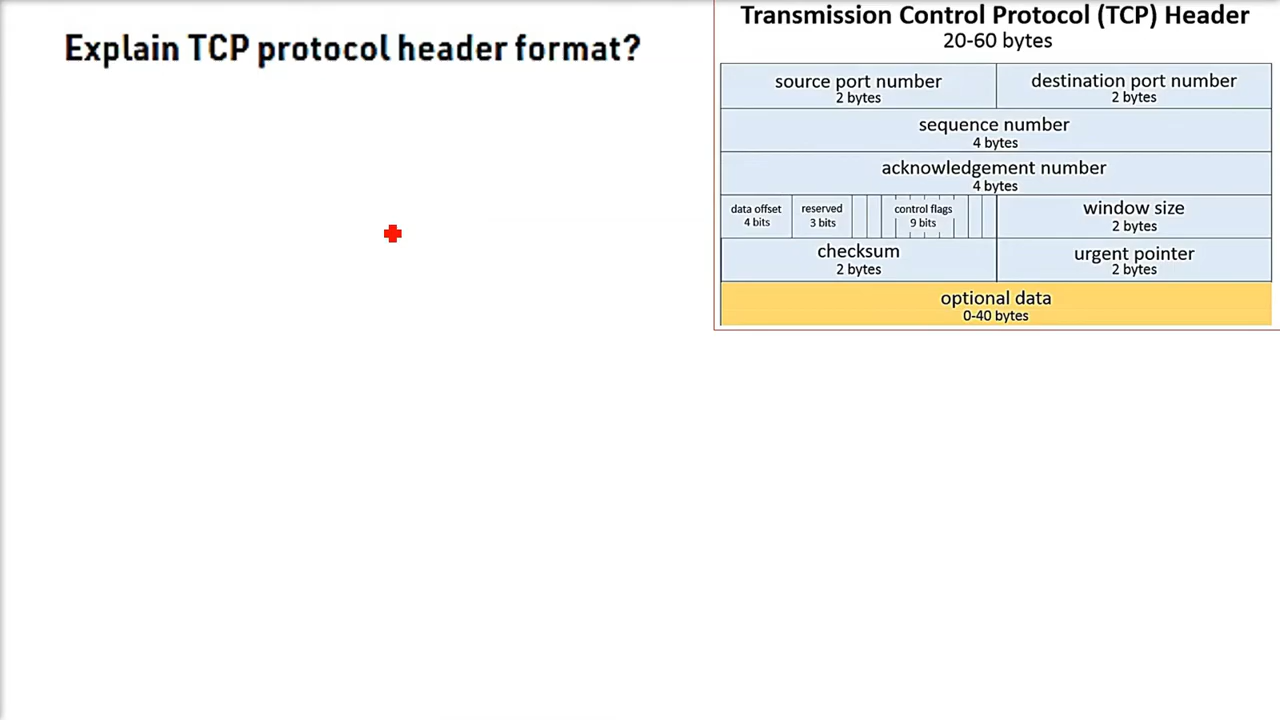 Explain TCP protocol header format?
Transmission Control Protocol (TCP) Header
20-60 bytes
source port number
2 bytes
destination port number
2 bytes
sequence number
4 bytes
acknowledgement number
4 bytes
data offset
4 bits
reserved
3 bits
control flags
9 bits
window size
2 bytes
checksum
2 bytes
urgent pointer
2 bytes
optional data
0-40 bytes